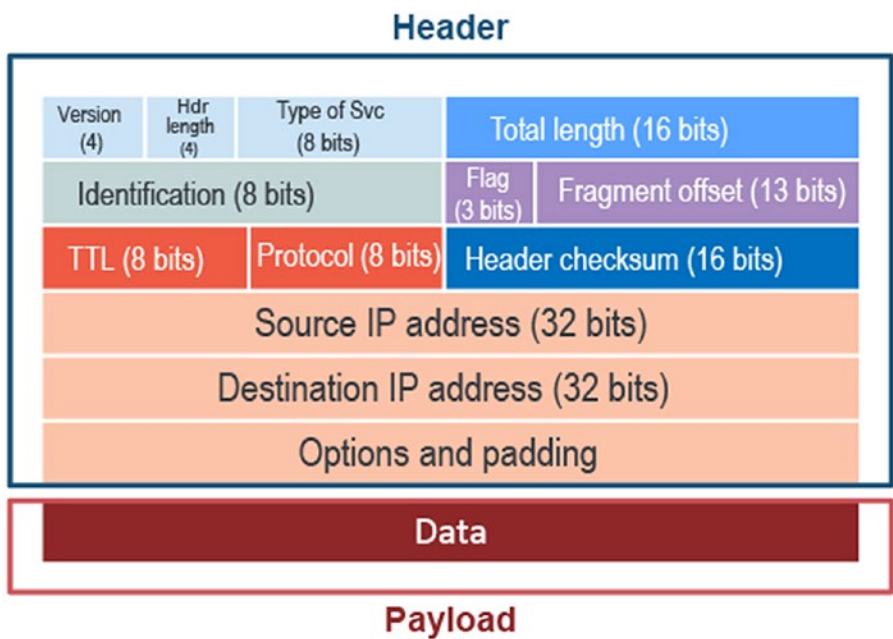 Header
Version
(4)
Hdr
length
(4)
Type of Svc
(8 bits)
Total length (16 bits)
Identification (8 bits)
Flag
(3 bits)
Fragment offset (13 bits)
TTL (8 bits)
Protocol (8 bits)
Header checksum (16 bits)
Source IP address (32 bits)
Destination IP address (32 bits)
Options and padding
Data
Payload